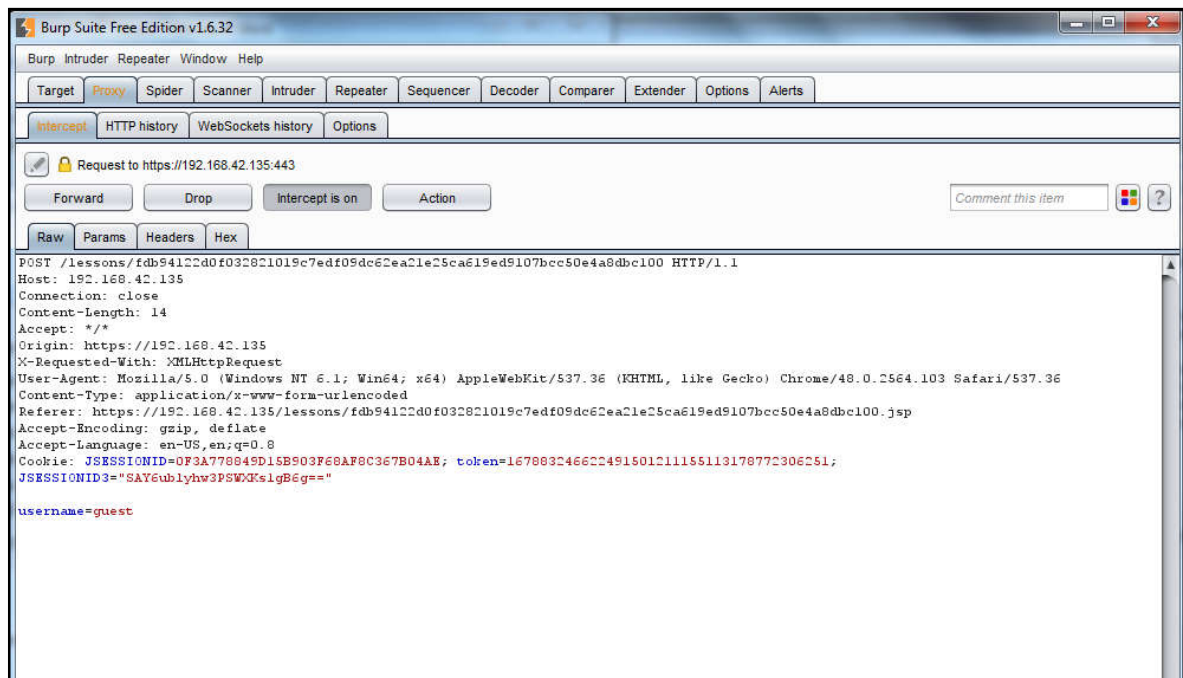 Burp Suite Free Edition v1.6.32
Burp Intruder Repeater Window Help
Target Proxy Spider Scanner Intruder Repeater Sequencer Decoder Comparer Extender Options Alerts
Intercept HTTP history WebSockets history Options
Request to https://192.168.42.135:443
Forward Drop Intercept is on Action Comment this item ?
Raw Params Headers Hex
POST /lessons/fdb94122d0f032821019c7edf09dc62ea21e25ca619ed9107bcc50e4a8dbc100 HTTP/1.1
Host: 192.168.42.135
Connection: close
Content-Length: 14
Accept: */*
Origin: https://192.168.42.135
X-Requested-With: XMLHttpRequest
User-Agent: Mozilla/5.0 (Windows NT 6.1; Win64; x64) AppleWebKit/537.36 (KHTML, like Gecko) Chrome/48.0.2564.103 Safari/537.36
Content-Type: application/x-www-form-urlencoded
Referer: https://192.168.42.135/lessons/fdb94122d0f032821019c7edf09dc62ea21e25ca619ed9107bcc50e4a8dbc100.jsp
Accept-Encoding: gzip, deflate
Accept-Language: en-US,en;q=0.8
Cookie: JSESSIONID=0F3A778849D15B903F68AF8C367B04AE; token=167883246622491501211155113178772306251;
JSESSIONID3="SAY6ublyhw3PSWXKslgB6g=="
username=guest